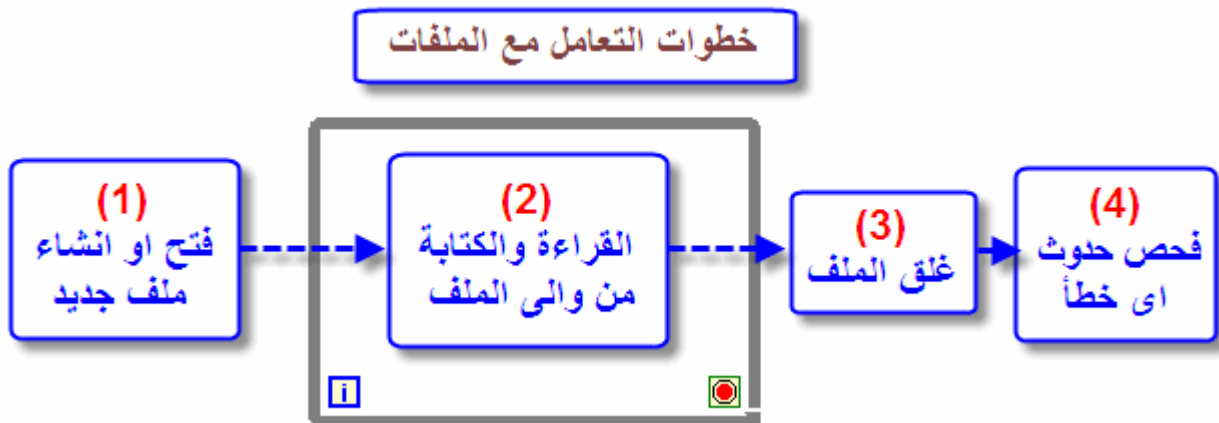 خطوات التعامل مع الملفات
(1)
فتح او انشاء
ملف جديد
(2)
القراءة والكتابة
من والى الملف
(3)
غلق الملف
(4)
فحص حدوث
اى خطأ
i